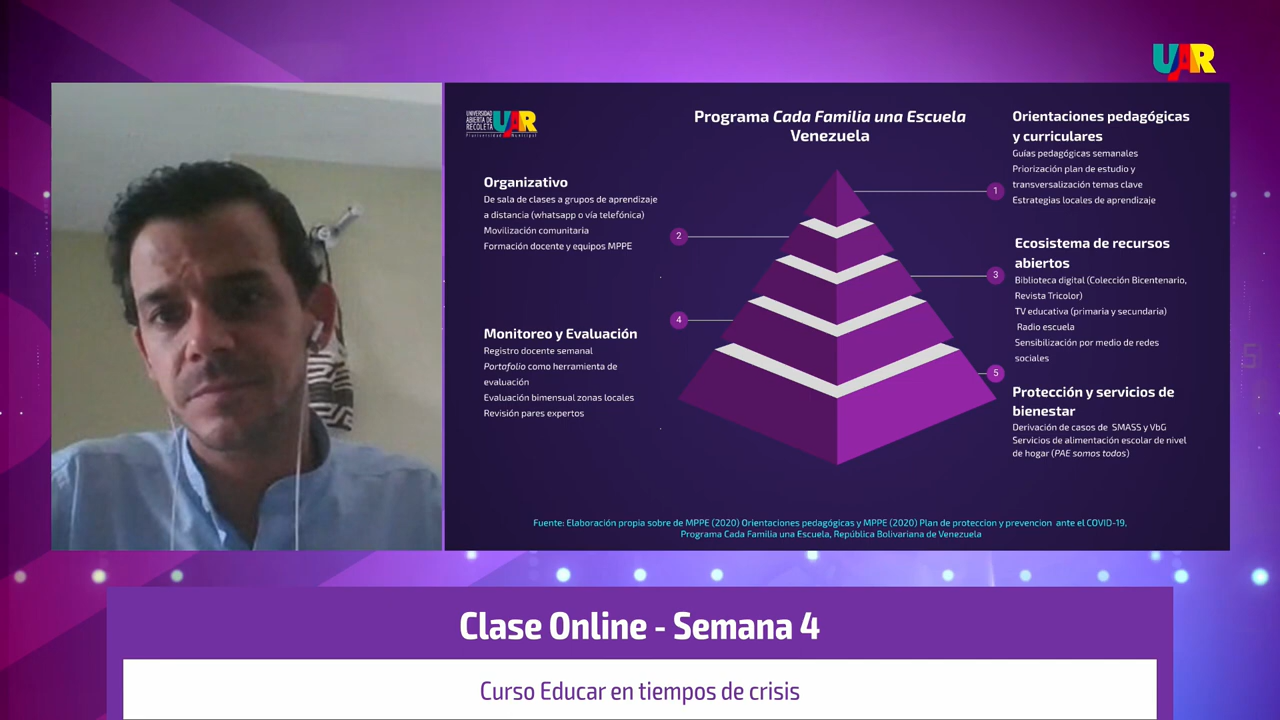 UAR
UNIVERSIDAD
ABIERTA DE
RECOLETA
UAR
Programa Cada Familia una Escuela
Venezuela
Orientaciones pedagógicas
y curriculares
Guías pedagógicas semanales
Priorización plan de estudio y
transversalización temas clave
Estrategias locales de aprendizaje
1
Organizativo
De sala de clases a grupos de aprendizaje
a distancia (whatsapp o vía telefónica)
Movilización comunitaria
Formación docente y equipos MPPE
2
Ecosistema de recursos
abiertos
Biblioteca digital (Colección Bicentenario,
Revista Tricolor)
TV educativa (primaria y secundaria)
Radio escuela
Sensibilización por medio de redes
sociales
3
Monitoreo y Evaluación
Registro docente semanal
Portafolio como herramienta de
evaluación
Evaluación bimensual zonas locales
Revisión pares expertos
4
5
Protección y servicios de
bienestar
Derivación de casos de SMASS y VbG
Servicios de alimentación escolar de nivel
de hogar (PAE somos todos)
Fuente: Elaboración propia sobre de MPPE (2020) Orientaciones pedagógicas y MPPE (2020) Plan de proteccion y prevencion ante el COVID-19,
Programa Cada Familia una Escuela, República Bolivariana de Venezuela
Clase Online - Semana 4
Curso Educar en tiempos de crisis